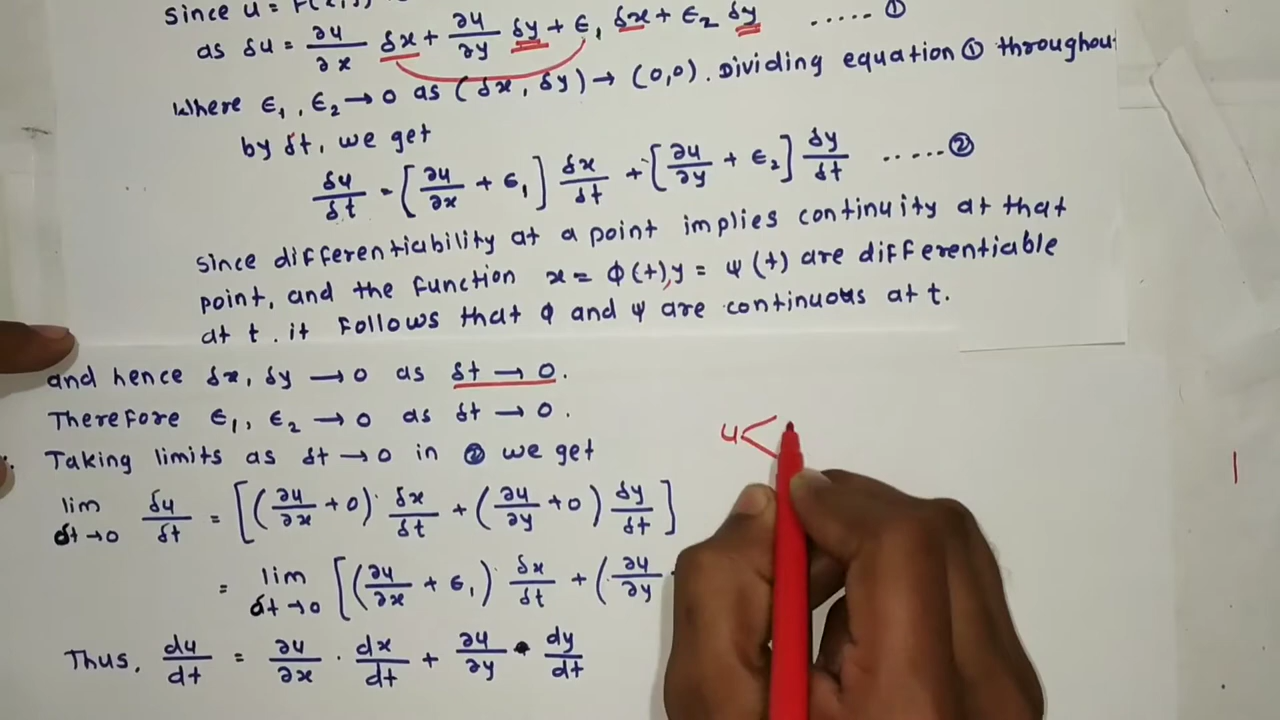 since u = F(x,y)
as δu = ∂u/∂x δx + ∂u/∂y δy + ϵ₁ δx + ϵ₂ δy ..... ①
Where ϵ₁, ϵ₂ → 0 as (δx, δy) → (0,0). Dividing equation ① throughout
by δt, we get
δu/δt = [∂u/∂x + ϵ₁] δx/δt + [∂u/∂y + ϵ₂] δy/δt ..... ②
since differentiability at a point implies continuity at that
point, and the function x = ϕ(t), y = ψ(t) are differentiable
at t. it follows that ϕ and ψ are continuous at t.
and hence δx, δy → 0 as δt → 0.
Therefore ϵ₁, ϵ₂ → 0 as δt → 0.
Taking limits as δt → 0 in ② we get
u <
lim δt→0 δu/δt = [(∂u/∂x + 0) · δx/δt + (∂u/∂y + 0) δy/δt]
= lim δt→0 [(∂u/∂x + ϵ₁) · δx/δt + (∂u/∂y
Thus, du/dt = ∂u/∂x · dx/dt + ∂u/∂y · dy/dt